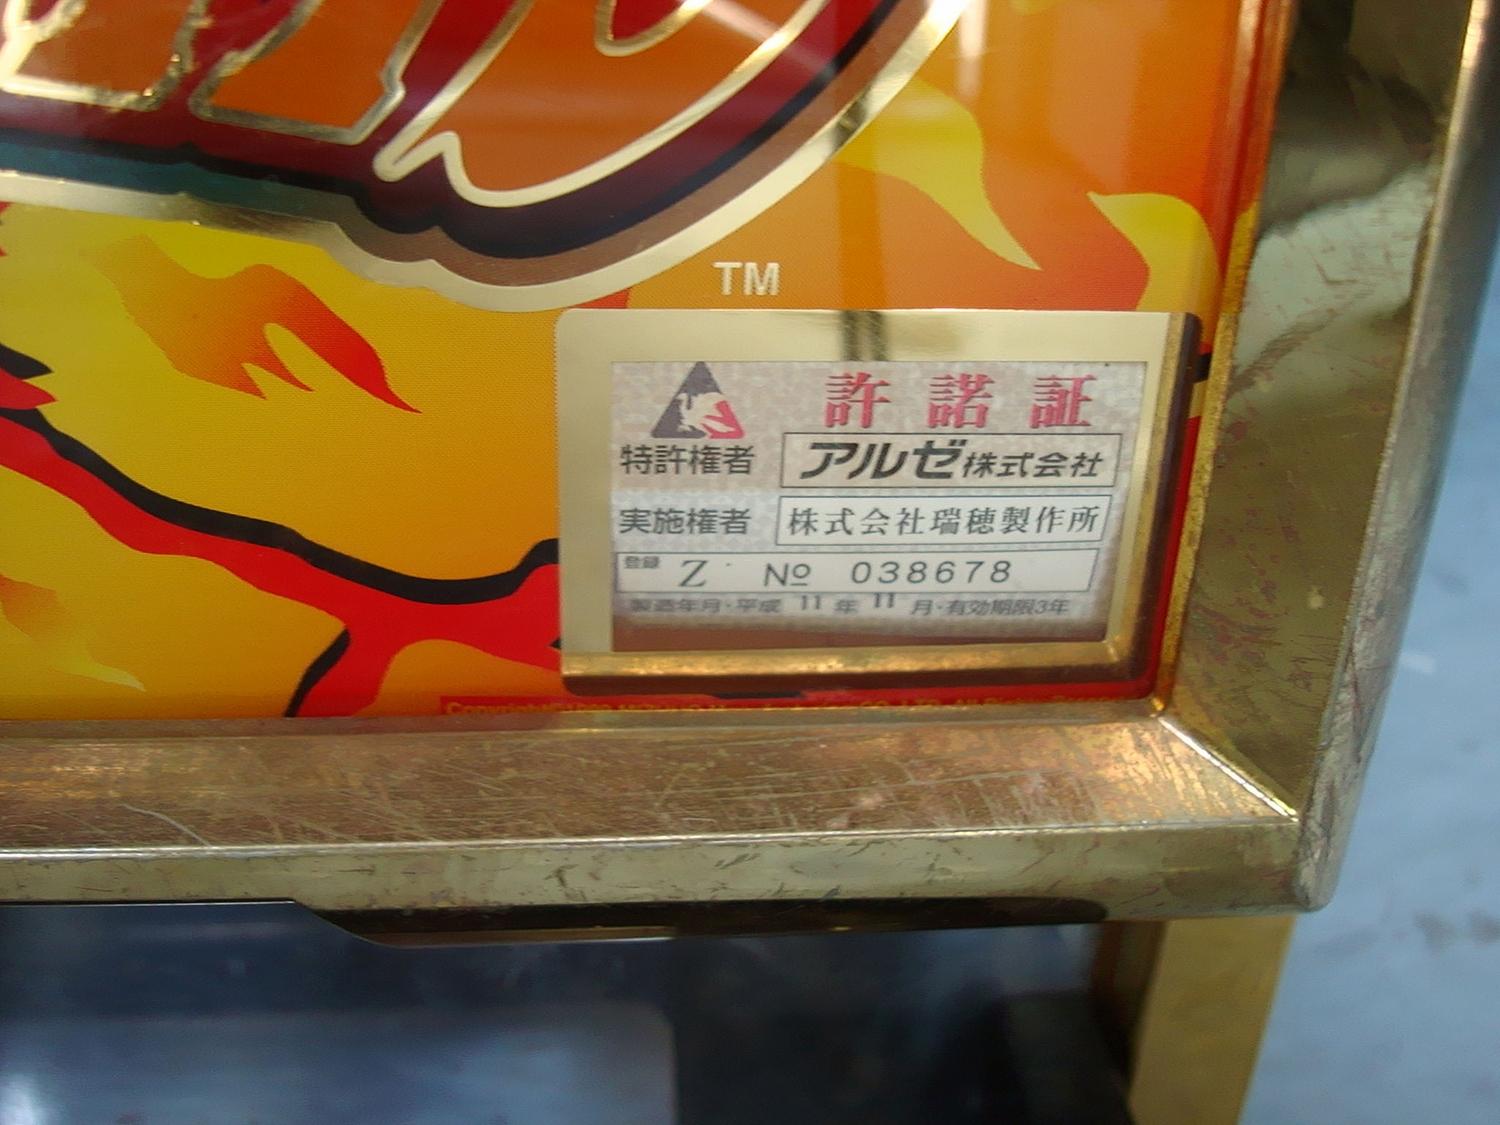 TM
許諾証
特許権者 アルゼ株式会社
実施権者 株式会社瑞穂製作所
登録 Z № 038678
製造年月・平成 11 年 11 月・有効期限3年